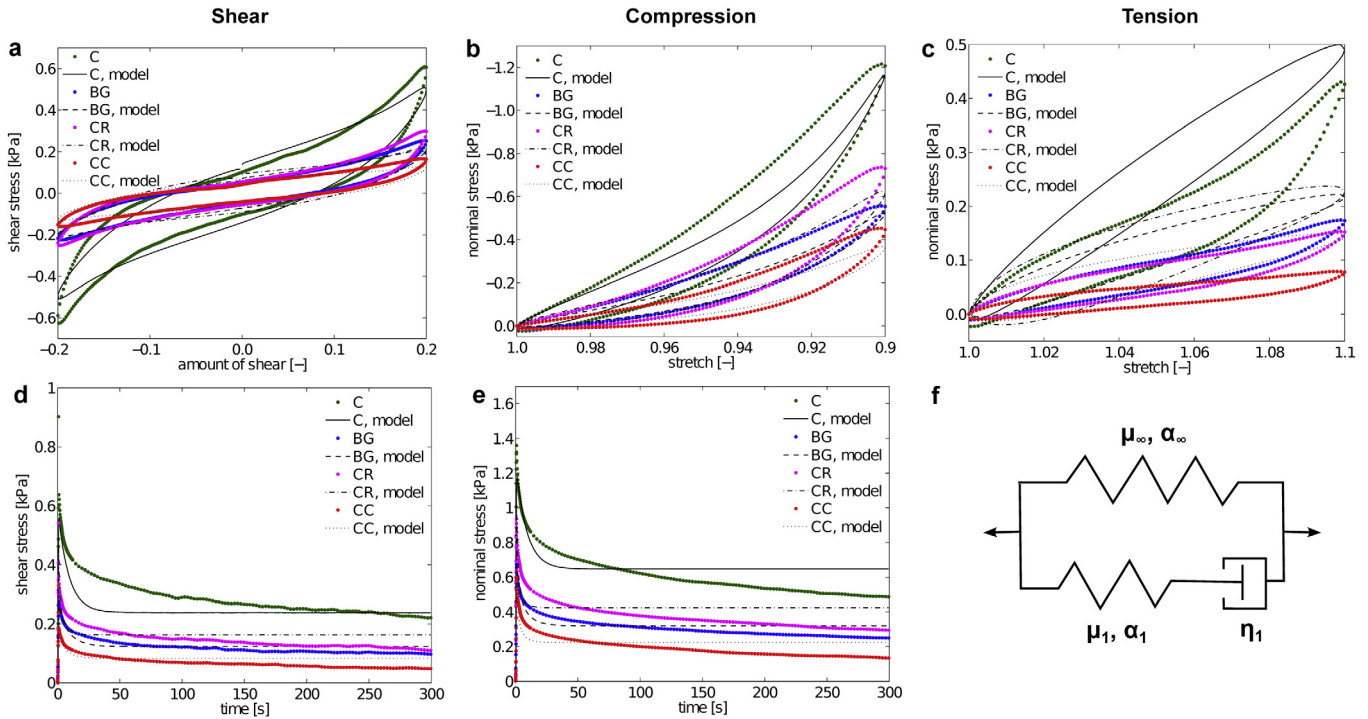 Shear
Compression
Tension
a
shear stress [kPa]
0.6
0.4
0.2
0.0
−0.2
−0.4
−0.6
C
C, model
BG
BG, model
CR
CR, model
CC
CC, model
−0.2
−0.1
0.0
0.1
0.2
amount of shear [−]
b
nominal stress [kPa]
−1.2
−1.0
−0.8
−0.6
−0.4
−0.2
0.0
C
C, model
BG
BG, model
CR
CR, model
CC
CC, model
1.0
0.98
0.96
0.94
0.92
0.9
stretch [−]
c
nominal stress [kPa]
0.5
0.4
0.3
0.2
0.1
0.0
C
C, model
BG
BG, model
CR
CR, model
CC
CC, model
1.0
1.02
1.04
1.06
1.08
1.1
stretch [−]
d
shear stress [kPa]
1
0.8
0.6
0.4
0.2
0
C
C, model
BG
BG, model
CR
CR, model
CC
CC, model
0
50
100
150
200
250
300
time [s]
e
nominal stress [kPa]
1.6
1.4
1.2
1
0.8
0.6
0.4
0.2
0
C
C, model
BG
BG, model
CR
CR, model
CC
CC, model
0
50
100
150
200
250
300
time [s]
f
μ∞, α∞
μ1, α1
η1